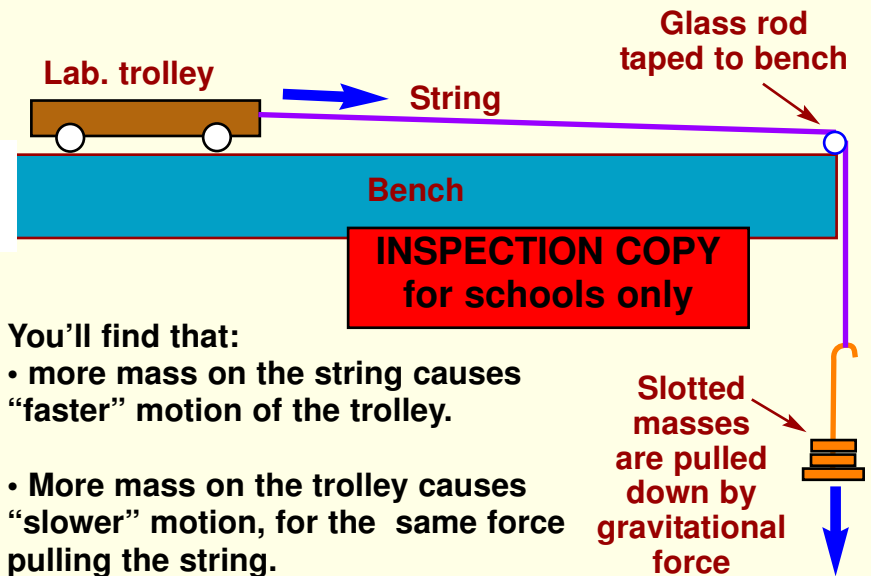 Glass rod
taped to bench
Lab. trolley
String
Bench
INSPECTION COPY
for schools only
You’ll find that:
• more mass on the string causes
“faster” motion of the trolley.
• More mass on the trolley causes
“slower” motion, for the same force
pulling the string.
Slotted
masses
are pulled
down by
gravitational
force